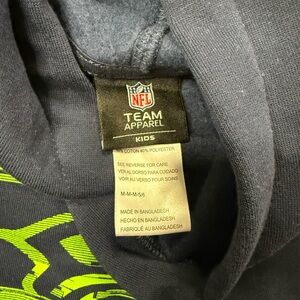 NFL
TEAM
APPAREL
KIDS
COTTON 40% POLYESTER
SEE REVERSE FOR CARE
VER AL DORSO PARA CUIDADO
VOIR AU VERSO POUR SOINS
M-M-M-5/6
MADE IN BANGLADESH
HECHO EN BANGLADESH
FABRIQUÉ AU BANGLADESH